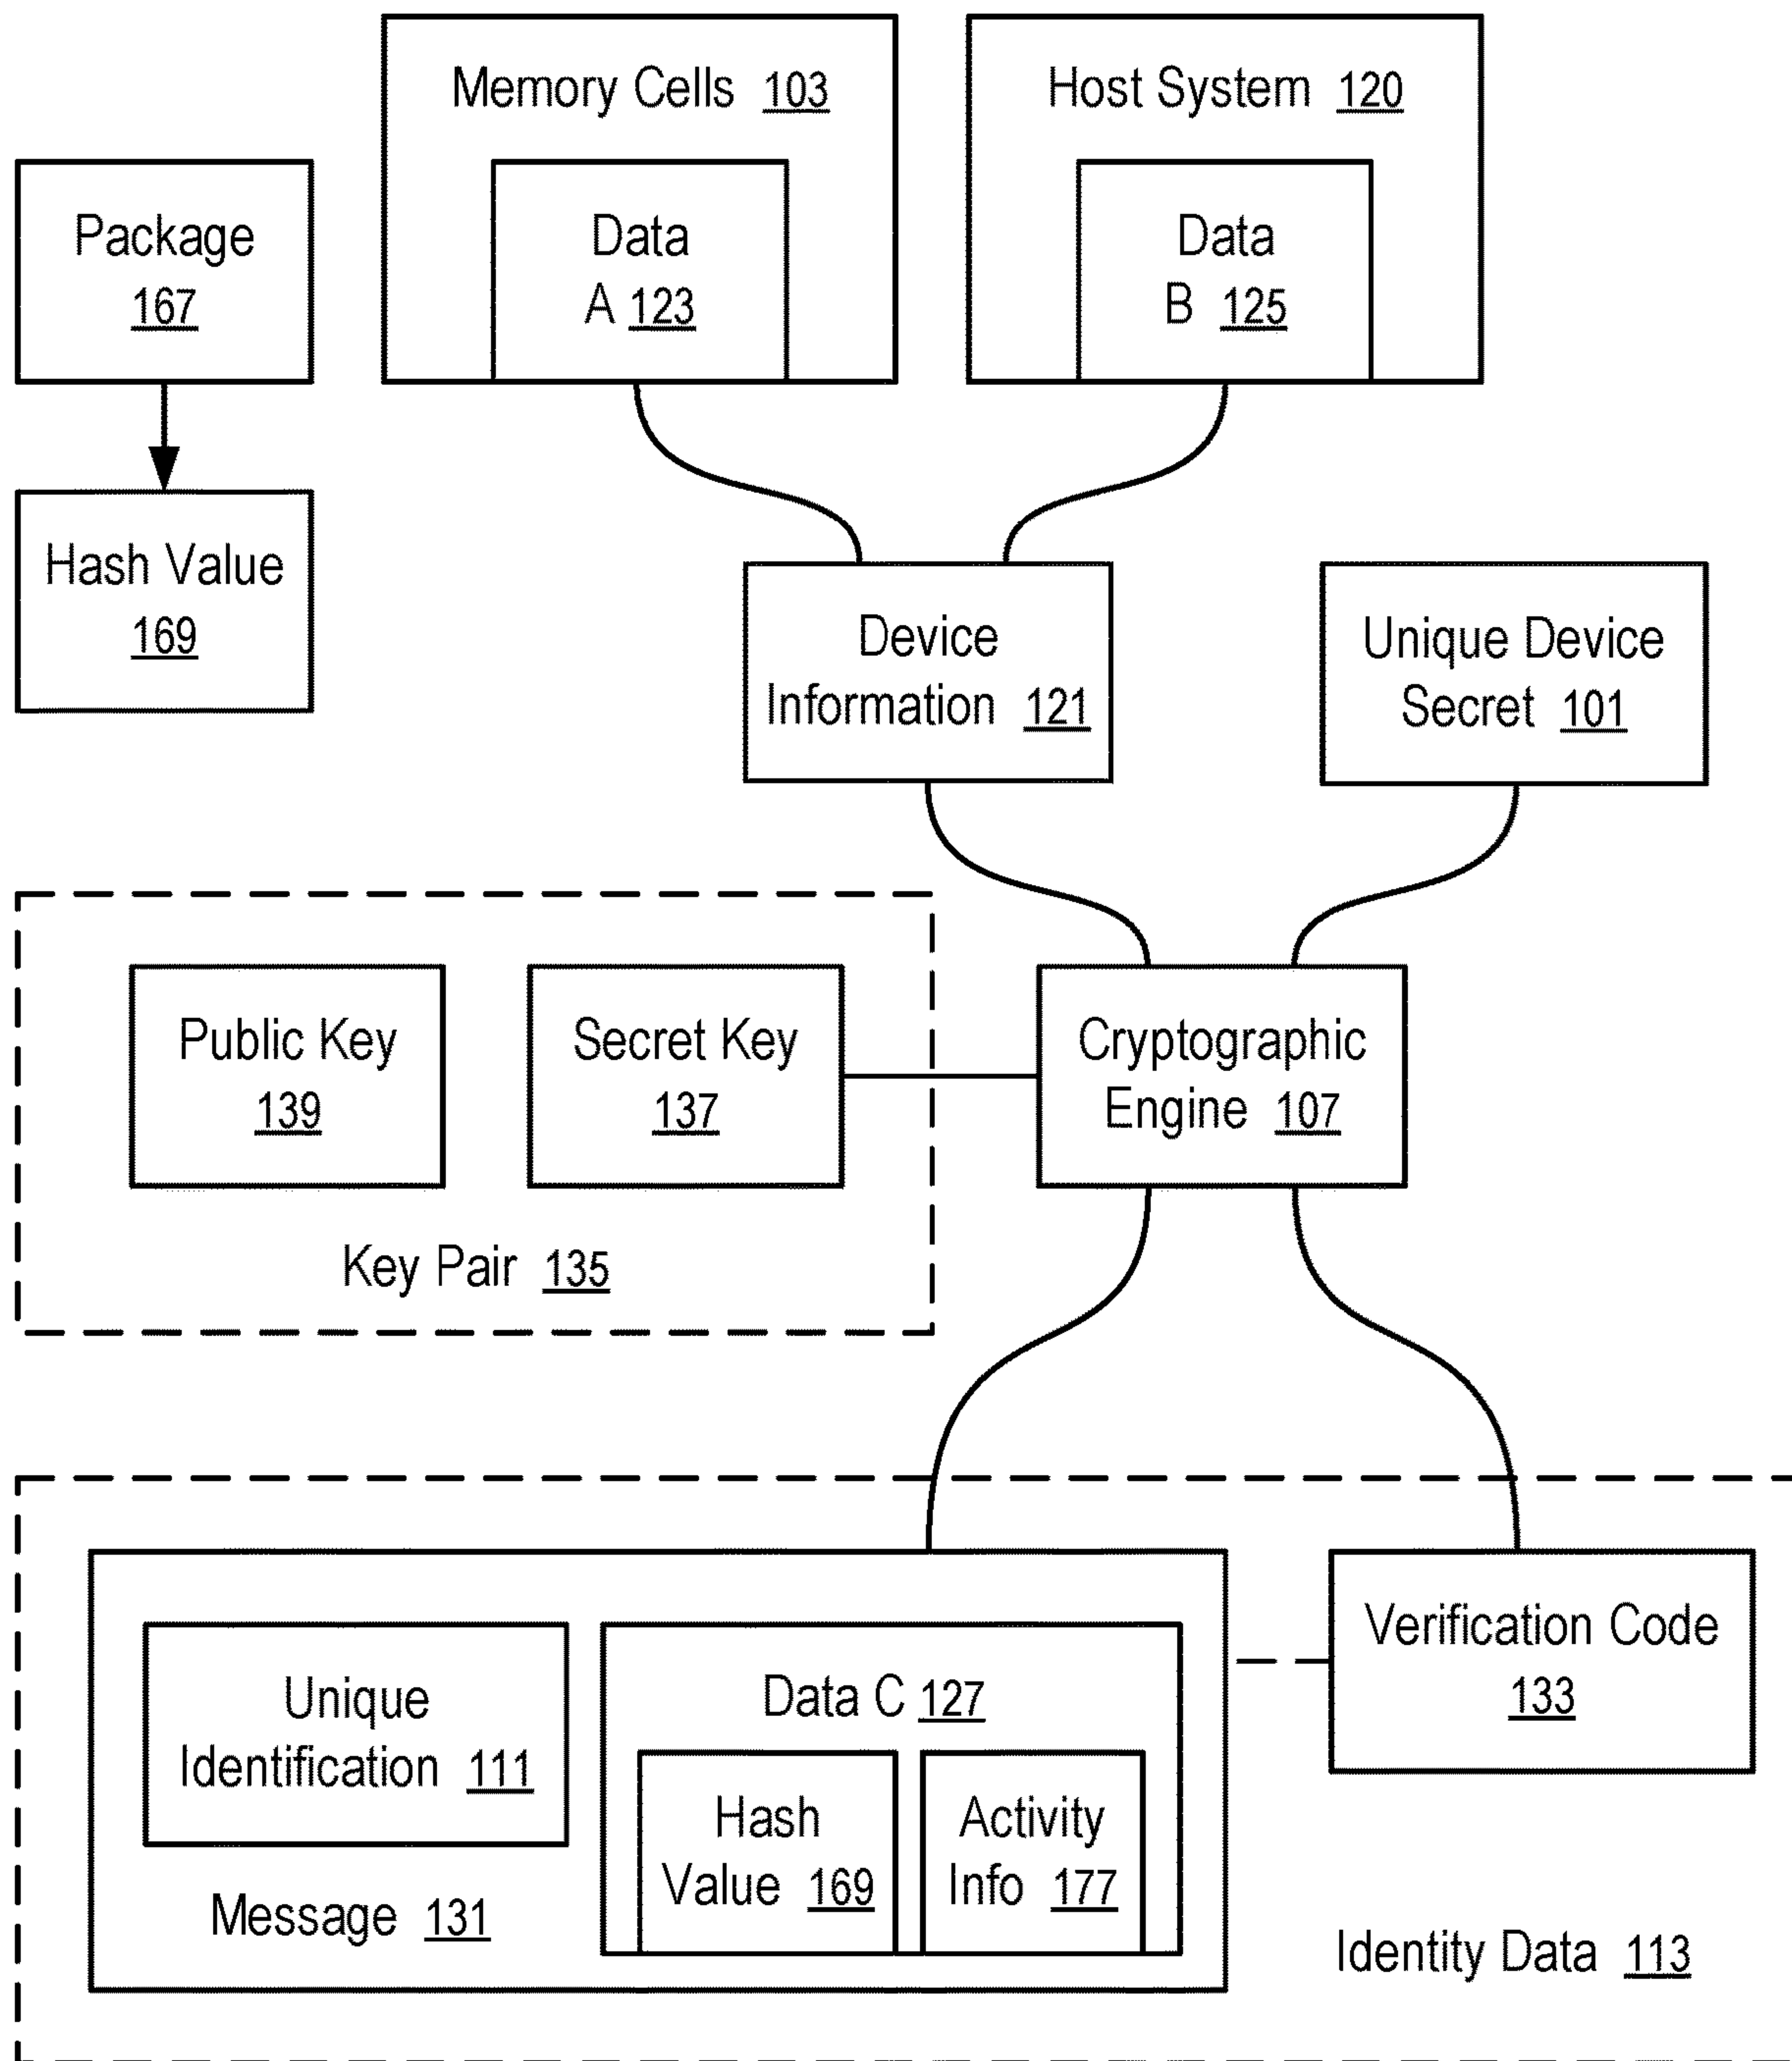 Memory Cells 103
Host System 120
Package
167
Data
A 123
Data
B 125
Hash Value
169
Device
Information 121
Unique Device
Secret 101
Public Key
139
Secret Key
137
Cryptographic
Engine 107
Key Pair 135
Unique
Identification 111
Data C 127
Hash
Value 169
Activity
Info 177
Message 131
Verification Code
133
Identity Data 113